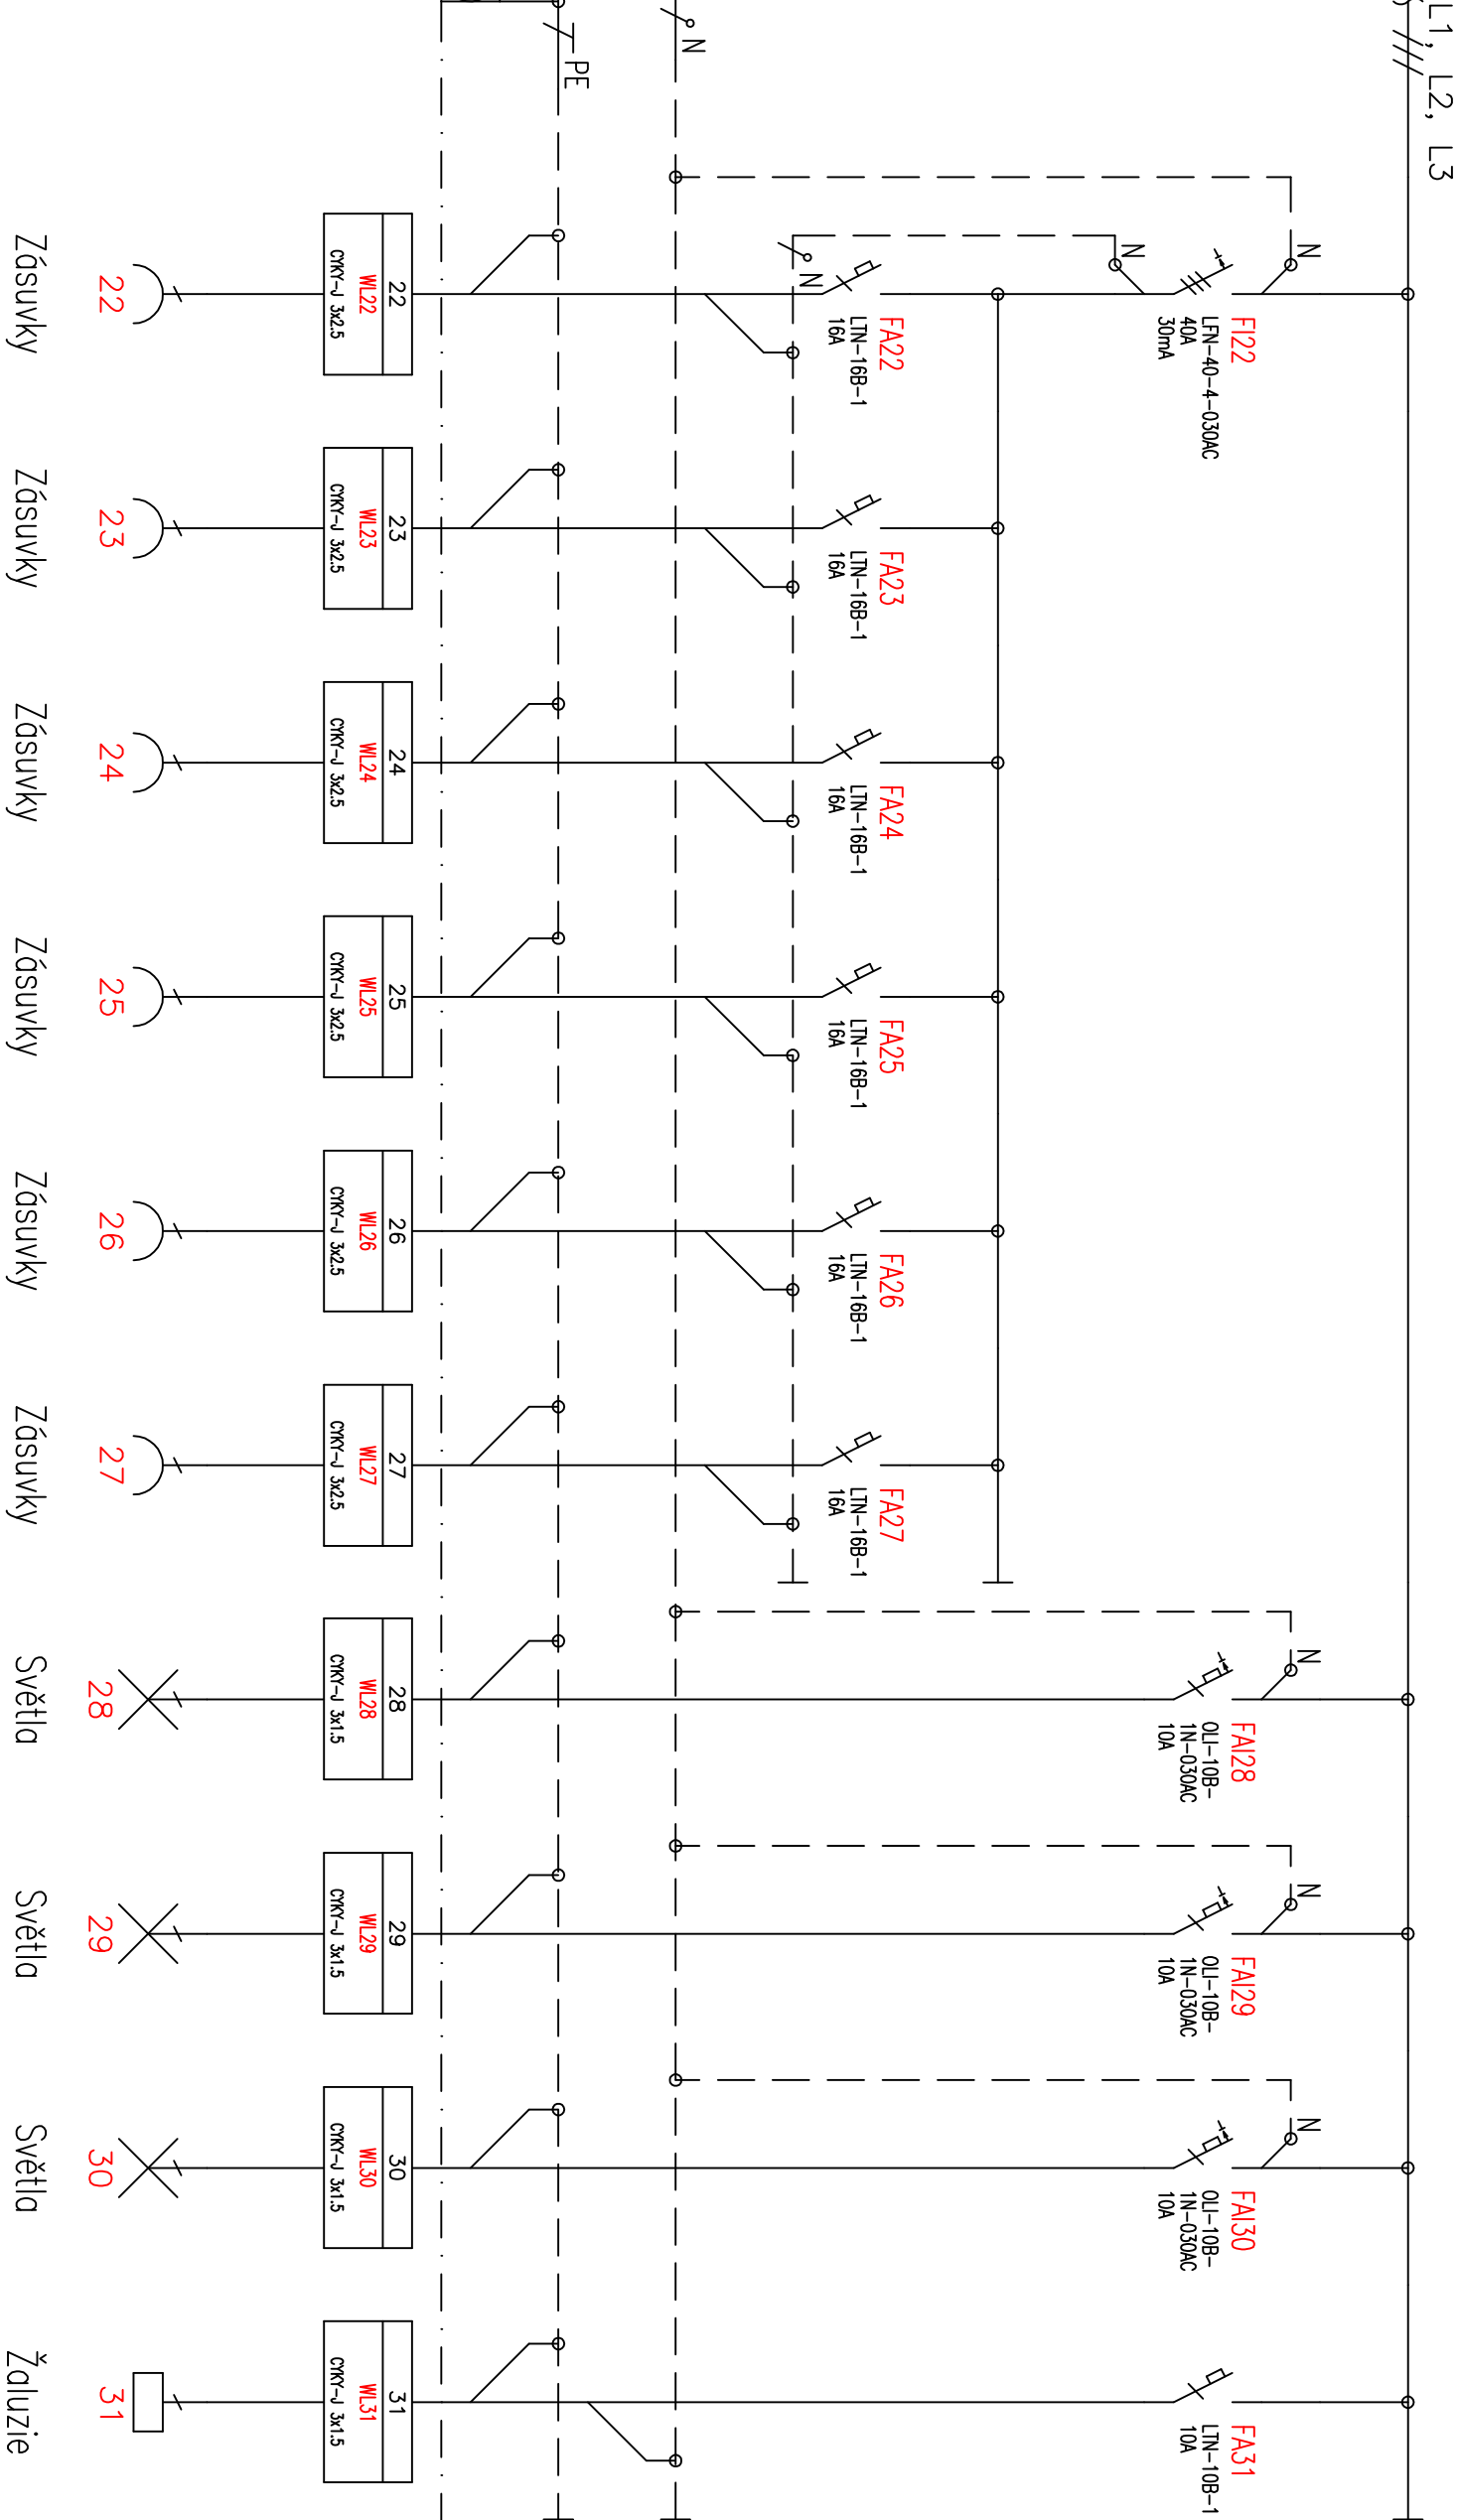 L1, L2, L3
N
PE
N
FI22
LFN-40-4-030AC
40A
30mA
N
N
FA22
LTN-16B-1
16A
FA23
LTN-16B-1
16A
FA24
LTN-16B-1
16A
FA25
LTN-16B-1
16A
FA26
LTN-16B-1
16A
FA27
LTN-16B-1
16A
N
FAI28
OLI-10B-
1N-030AC
10A
N
FAI29
OLI-10B-
1N-030AC
10A
N
FAI30
OLI-10B-
1N-030AC
10A
FA31
LTN-10B-1
10A
22
WL22
CYKY-J 3x2.5
23
WL23
CYKY-J 3x2.5
24
WL24
CYKY-J 3x2.5
25
WL25
CYKY-J 3x2.5
26
WL26
CYKY-J 3x2.5
27
WL27
CYKY-J 3x2.5
28
WL28
CYKY-J 3x1.5
29
WL29
CYKY-J 3x1.5
30
WL30
CYKY-J 3x1.5
31
WL31
CYKY-J 3x1.5
22
Zásuvky
23
Zásuvky
24
Zásuvky
25
Zásuvky
26
Zásuvky
27
Zásuvky
28
Světla
29
Světla
30
Světla
31
Žaluzie